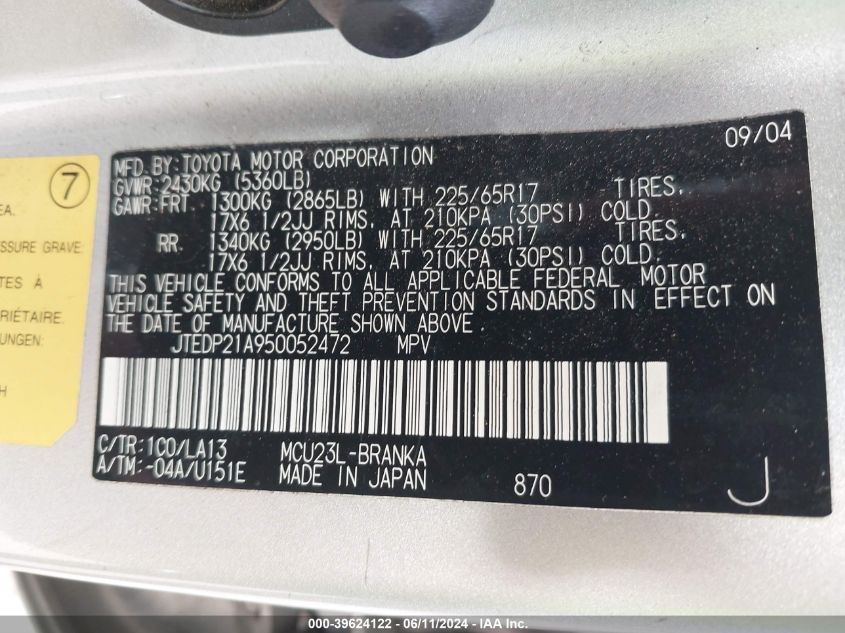 09/04
MFD.BY:TOYOTA MOTOR CORPORATION
GVWR:2430KG (5360LB)
GAWR:FRT 1300KG (2865LB) WITH 225/65R17 TIRES,
17X6 1/2JJ RIMS, AT 210KPA (30PSI) COLD.
RR 1340KG (2950LB) WITH 225/65R17 TIRES,
17X6 1/2JJ RIMS, AT 210KPA (30PSI) COLD.
THIS VEHICLE CONFORMS TO ALL APPLICABLE FEDERAL MOTOR
VEHICLE SAFETY AND THEFT PREVENTION STANDARDS IN EFFECT ON
THE DATE OF MANUFACTURE SHOWN ABOVE.
JTEDP21A950052472 MPV
C/TR:1C0/LA13 MCU23L-BRANKA
A/TM:-04A/U151E MADE IN JAPAN 870 J
7
EA.
SSURE GRAVE
TES À
RIÉTAIRE.
UNGEN:
H
000-39624122 - 06/11/2024 - IAA Inc.